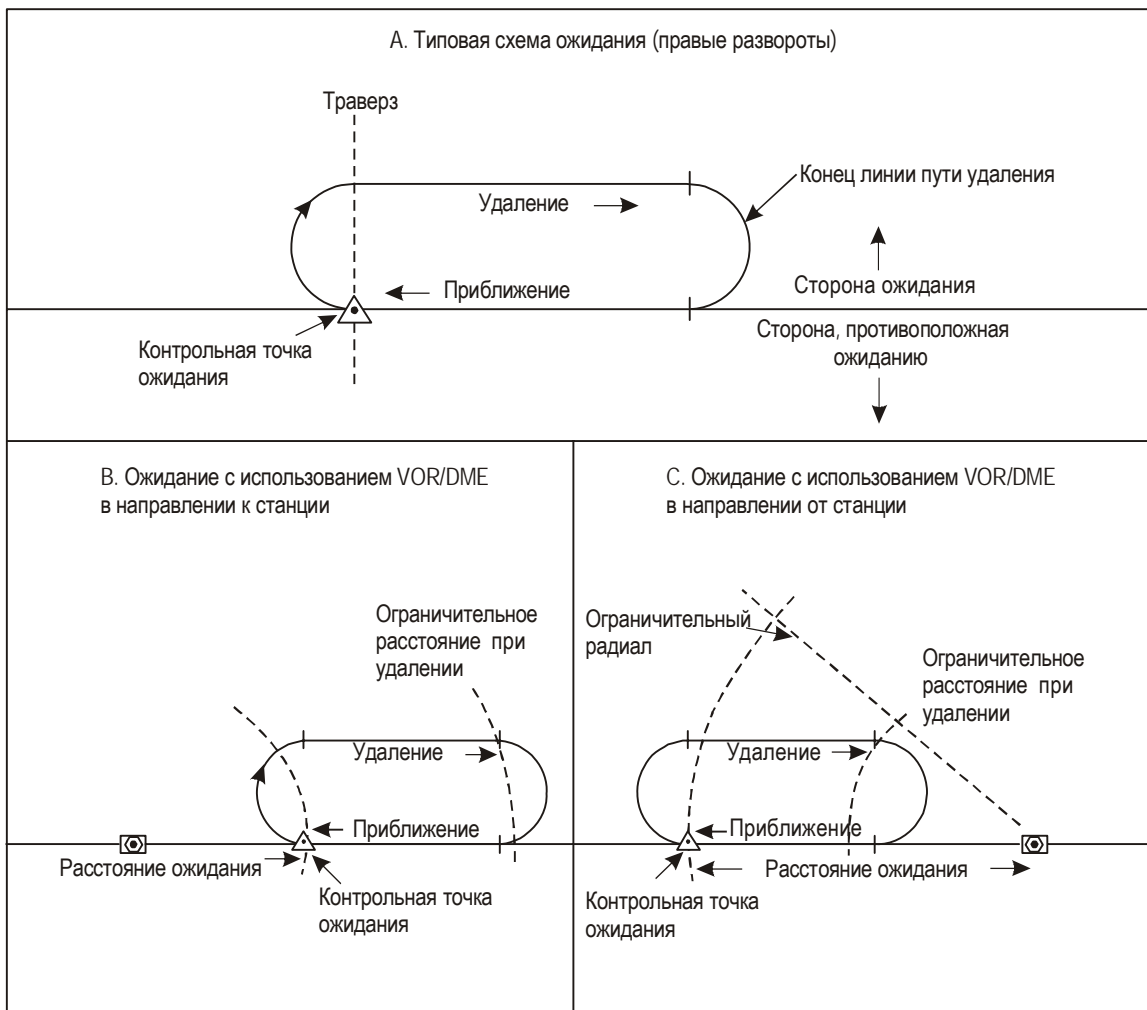 A. Типовая схема ожидания (правые развороты)
Траверз
Конец линии пути удаления
Удаление
Приближение
Сторона ожидания
Контрольная точка
ожидания
Сторона, противоположная
ожиданию
B. Ожидание с использованием VOR/DME
в направлении к станции
Ограничительное
расстояние при
удалении
Удаление
Приближение
Расстояние ожидания
Контрольная точка
ожидания
C. Ожидание с использованием VOR/DME
в направлении от станции
Ограничительный
радиал
Ограничительное
расстояние при
удалении
Удаление
Приближение
Расстояние ожидания
Контрольная точка
ожидания